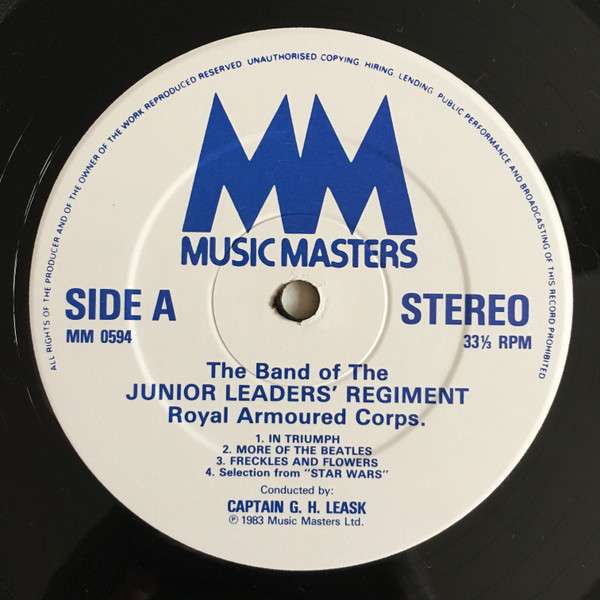 ALL RIGHTS OF THE PRODUCER AND OF THE OWNER OF THE WORK REPRODUCED RESERVED UNAUTHORISED COPYING, HIRING, LENDING, PUBLIC PERFORMANCE AND BROADCASTING OF THIS RECORD PROHIBITED
MM
MUSIC MASTERS
SIDE A STEREO
MM 0594 33⅓ RPM
The Band of The
JUNIOR LEADERS' REGIMENT
Royal Armoured Corps.
1. IN TRIUMPH
2. MORE OF THE BEATLES
3. FRECKLES AND FLOWERS
4. Selection from "STAR WARS"
Conducted by:
CAPTAIN G. H. LEASK
℗ 1983 Music Masters Ltd.